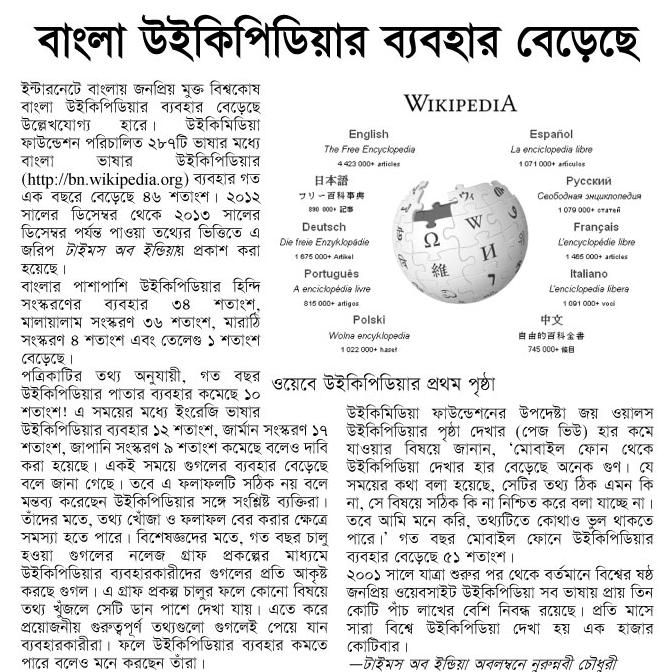 বাংলা উইকিপিডিয়ার ব্যবহার বেড়েছে
ইন্টারনেটে বাংলায় জনপ্রিয় মুক্ত বিশ্বকোষ
বাংলা উইকিপিডিয়ার ব্যবহার বেড়েছে
উল্লেখযোগ্য হারে। উইকিমিডিয়া
ফাউন্ডেশন পরিচালিত ২৮৭টি ভাষার মধ্যে
বাংলা ভাষার উইকিপিডিয়ার
(http://bn.wikipedia.org) ব্যবহার গত
এক বছরে বেড়েছে ৪৬ শতাংশ। ২০১২
সালের ডিসেম্বর থেকে ২০১৩ সালের
ডিসেম্বর পর্যন্ত পাওয়া তথ্যের ভিত্তিতে এ
জরিপ টাইমস অব ইন্ডিয়ায় প্রকাশ করা
হয়েছে।
বাংলার পাশাপাশি উইকিপিডিয়ার হিন্দি
সংস্করণের ব্যবহার ৩৪ শতাংশ,
মালায়ালাম সংস্করণ ৩৬ শতাংশ, মারাঠি
সংস্করণ ৪ শতাংশ এবং তেলেগু ১ শতাংশ
বেড়েছে।
পত্রিকাটির তথ্য অনুযায়ী, গত বছর
উইকিপিডিয়ার পাতার ব্যবহার কমেছে ১০
শতাংশ! এ সময়ের মধ্যে ইংরেজি ভাষার
উইকিপিডিয়ার ব্যবহার ১২ শতাংশ, জার্মান সংস্করণ ১৭
শতাংশ, জাপানি সংস্করণ ৯ শতাংশ কমেছে বলেও দাবি
করা হয়েছে। একই সময়ে গুগলের ব্যবহার বেড়েছে
বলে জানা গেছে। তবে এ ফলাফলটি সঠিক নয় বলে
মন্তব্য করেছেন উইকিপিডিয়ার সঙ্গে সংশ্লিষ্ট ব্যক্তিরা।
তাঁদের মতে, তথ্য খোঁজা ও ফলাফল বের করার ক্ষেত্রে
সমস্যা হতে পারে। বিশেষজ্ঞদের মতে, গত বছর চালু
হওয়া গুগলের নলেজ গ্রাফ প্রকল্পের মাধ্যমে
উইকিপিডিয়ার ব্যবহারকারীদের গুগলের প্রতি আকৃষ্ট
করছে গুগল। এ গ্রাফ প্রকল্প চালুর ফলে কোনো বিষয়ে
তথ্য খুঁজলে সেটি ডান পাশে দেখা যায়। এতে করে
প্রয়োজনীয় গুরুত্বপূর্ণ তথ্যগুলো গুগলেই পেয়ে যান
ব্যবহারকারীরা। ফলে উইকিপিডিয়ার ব্যবহার কমতে
পারে বলেও মনে করছেন তাঁরা।
WIKIPEDIA
English
The Free Encyclopedia
4 423 000+ articles
Español
La enciclopedia libre
1 071 000+ artículos
日本語
フリー百科事典
890 000+ 記事
Русский
Свободная энциклопедия
1 079 000+ статей
Deutsch
Die freie Enzyklopädie
1 675 000+ Artikel
Français
L'encyclopédie libre
1 465 000+ articles
Português
A enciclopédia livre
815 000+ artigos
Italiano
L'enciclopedia libera
1 091 000+ voci
Polski
Wolna encyklopedia
1 022 000+ haseł
中文
自由的百科全書
745 000+ 條目
Ω
W
И
維
ওয়েবে উইকিপিডিয়ার প্রথম পৃষ্ঠা
উইকিমিডিয়া ফাউন্ডেশনের উপদেষ্টা জয় ওয়ালস
উইকিপিডিয়ার পৃষ্ঠা দেখার (পেজ ভিউ) হার কমে
যাওয়ার বিষয়ে জানান, ‘মোবাইল ফোন থেকে
উইকিপিডিয়া দেখার হার বেড়েছে অনেক গুণ। যে
সময়ের কথা বলা হয়েছে, সেটির তথ্য ঠিক এমন কি
না, সে বিষয়ে সঠিক কি না নিশ্চিত করে বলা যাচ্ছে না।
তবে আমি মনে করি, তথ্যটিতে কোথাও ভুল থাকতে
পারে।’ গত বছর মোবাইল ফোনে উইকিপিডিয়ার
ব্যবহার বেড়েছে ৫১ শতাংশ।
২০০১ সালে যাত্রা শুরুর পর থেকে বর্তমানে বিশ্বের ষষ্ঠ
জনপ্রিয় ওয়েবসাইট উইকিপিডিয়া সব ভাষায় প্রায় তিন
কোটি পাঁচ লাখের বেশি নিবন্ধ রয়েছে। প্রতি মাসে
সারা বিশ্বে উইকিপিডিয়া দেখা হয় এক হাজার
কোটিবার।
—টাইমস অব ইন্ডিয়া অবলম্বনে নুরুন্নবী চৌধুরী